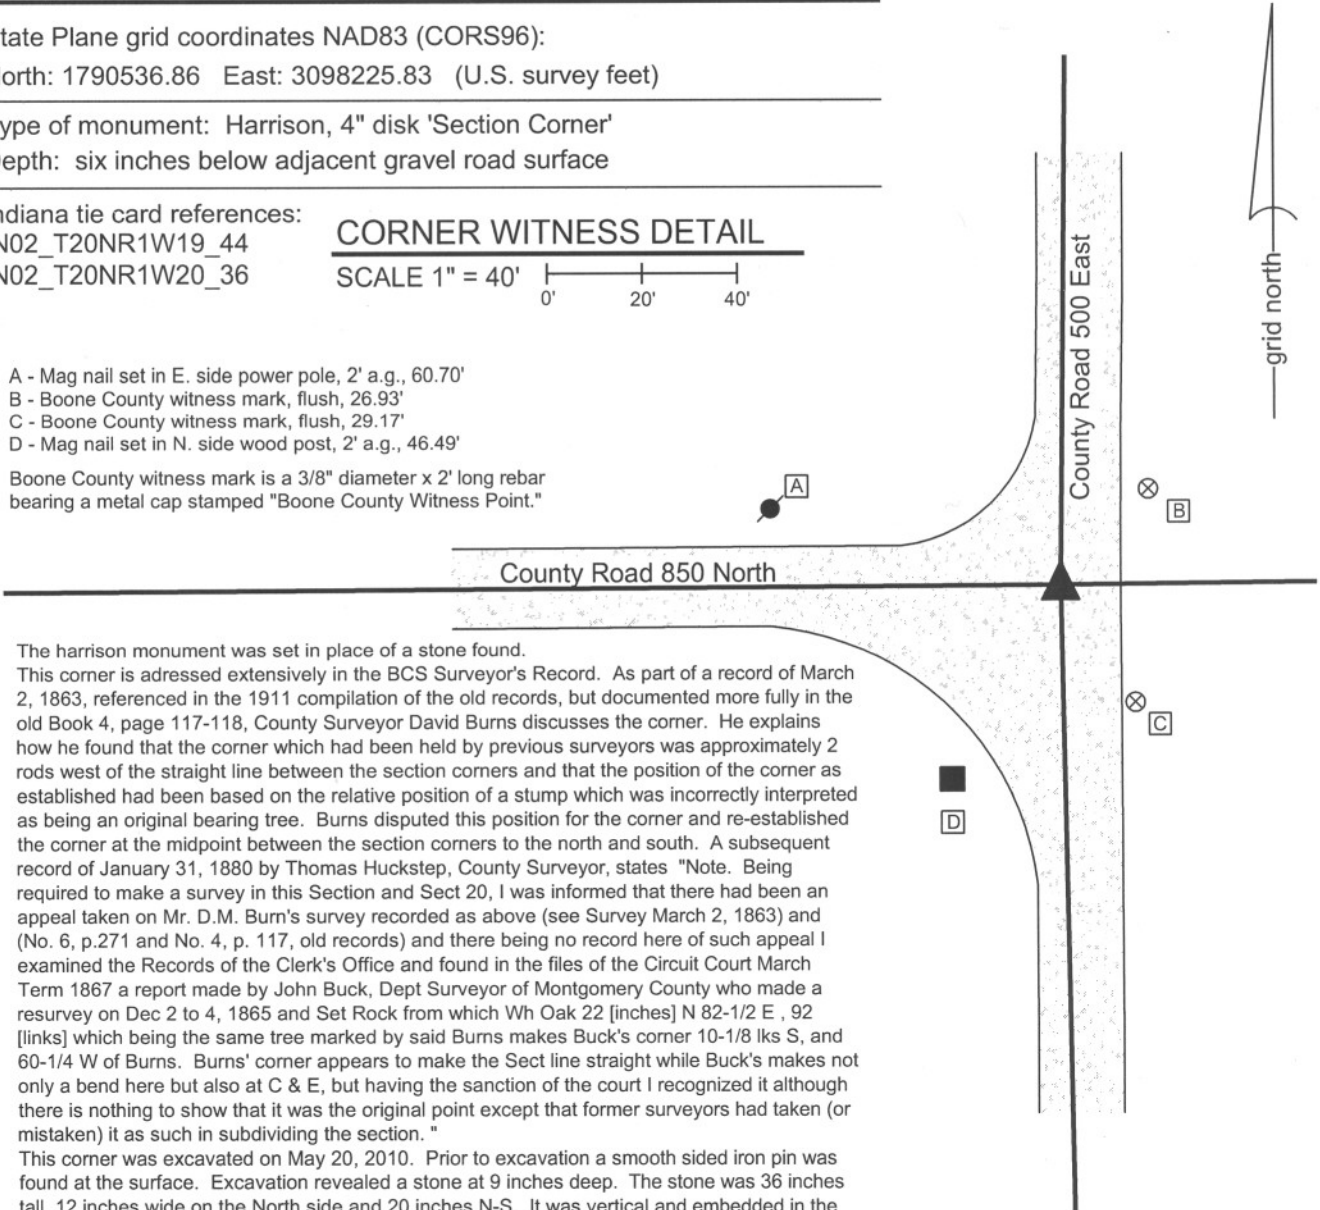 tate Plane grid coordinates NAD83 (CORS96):
orth: 1790536.86 East: 3098225.83 (U.S. survey feet)
ype of monument: Harrison, 4" disk 'Section Corner'
epth: six inches below adjacent gravel road surface
ndiana tie card references:
N02_T20NR1W19_44
N02_T20NR1W20_36
CORNER WITNESS DETAIL
SCALE 1" = 40'
0' 20' 40'
County Road 500 East
grid north
A - Mag nail set in E. side power pole, 2' a.g., 60.70'
B - Boone County witness mark, flush, 26.93'
C - Boone County witness mark, flush, 29.17'
D - Mag nail set in N. side wood post, 2' a.g., 46.49'
Boone County witness mark is a 3/8" diameter x 2' long rebar
bearing a metal cap stamped "Boone County Witness Point."
A
B
County Road 850 North
C
D
The harrison monument was set in place of a stone found.
This corner is adressed extensively in the BCS Surveyor's Record. As part of a record of March
2, 1863, referenced in the 1911 compilation of the old records, but documented more fully in the
old Book 4, page 117-118, County Surveyor David Burns discusses the corner. He explains
how he found that the corner which had been held by previous surveyors was approximately 2
rods west of the straight line between the section corners and that the position of the corner as
established had been based on the relative position of a stump which was incorrectly interpreted
as being an original bearing tree. Burns disputed this position for the corner and re-established
the corner at the midpoint between the section corners to the north and south. A subsequent
record of January 31, 1880 by Thomas Huckstep, County Surveyor, states "Note. Being
required to make a survey in this Section and Sect 20, I was informed that there had been an
appeal taken on Mr. D.M. Burn's survey recorded as above (see Survey March 2, 1863) and
(No. 6, p.271 and No. 4, p. 117, old records) and there being no record here of such appeal I
examined the Records of the Clerk's Office and found in the files of the Circuit Court March
Term 1867 a report made by John Buck, Dept Surveyor of Montgomery County who made a
resurvey on Dec 2 to 4, 1865 and Set Rock from which Wh Oak 22 [inches] N 82-1/2 E , 92
[links] which being the same tree marked by said Burns makes Buck's corner 10-1/8 lks S, and
60-1/4 W of Burns. Burns' corner appears to make the Sect line straight while Buck's makes not
only a bend here but also at C & E, but having the sanction of the court I recognized it although
there is nothing to show that it was the original point except that former surveyors had taken (or
mistaken) it as such in subdividing the section. "
This corner was excavated on May 20, 2010. Prior to excavation a smooth sided iron pin was
found at the surface. Excavation revealed a stone at 9 inches deep. The stone was 36 inches
tall, 12 inches wide on the North side and 20 inches N-S. It was vertical and embedded in the